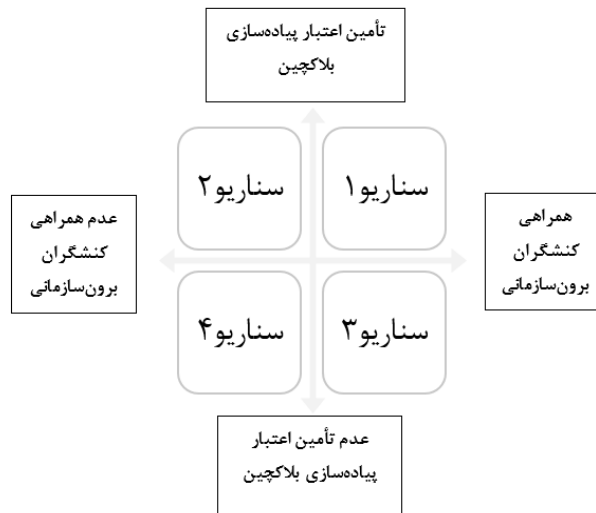 تأمین اعتبار پیاده‌سازی
بلاکچین
سناریو۱
سناریو۲
همراهی
کنشگران
برون‌سازمانی
عدم همراهی
کنشگران
برون‌سازمانی
سناریو۳
سناریو۴
عدم تأمین اعتبار
پیاده‌سازی بلاکچین